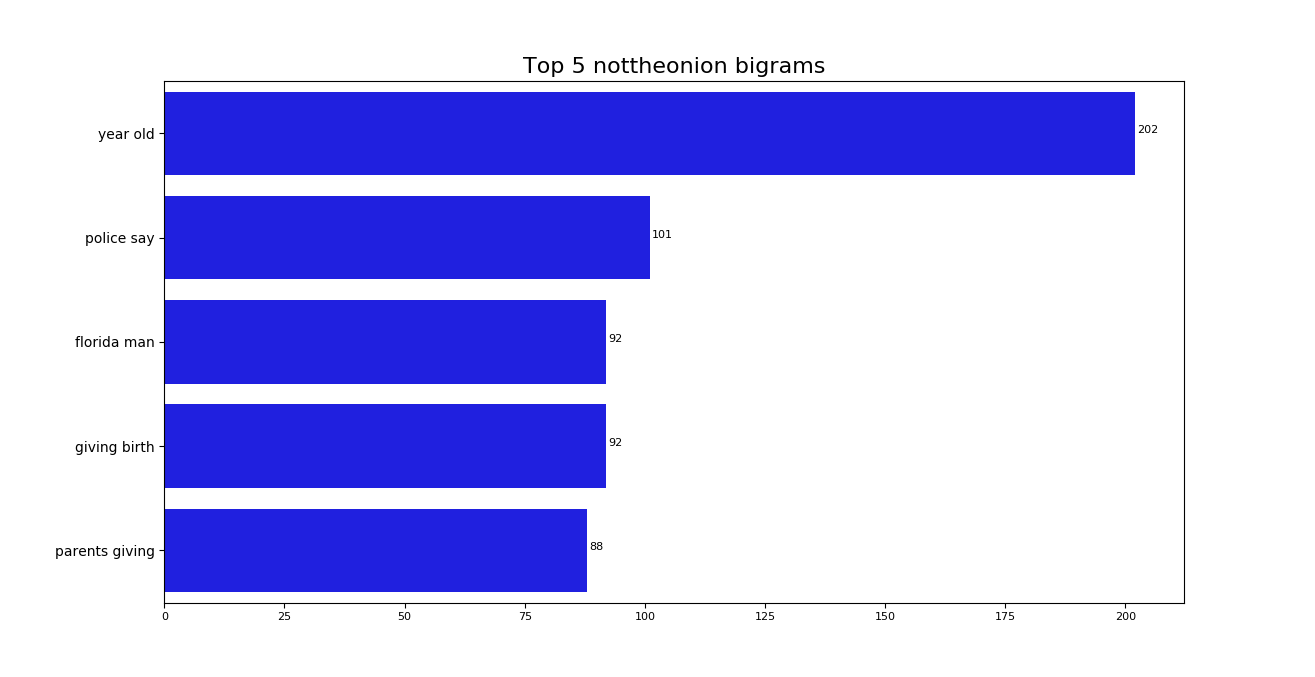 Top 5 nottheonion bigrams
year old
202
police say
101
florida man
92
giving birth
92
parents giving
88
0 25 50 75 100 125 150 175 200